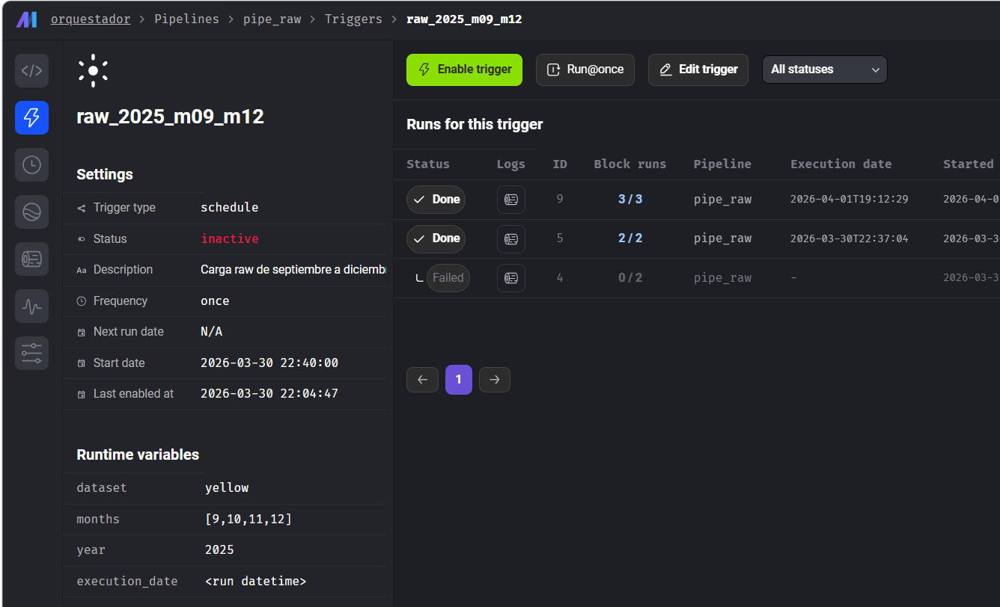 orquestador > Pipelines > pipe_raw > Triggers > raw_2025_m09_m12
raw_2025_m09_m12
Settings
Trigger type schedule
Status inactive
Aa Description Carga raw de septiembre a diciemb
Frequency once
Next run date N/A
Start date 2026-03-30 22:40:00
Last enabled at 2026-03-30 22:04:47
Runtime variables
dataset yellow
months [9,10,11,12]
year 2025
execution_date <run datetime>
Enable trigger Run@once Edit trigger All statuses
Runs for this trigger
Status Logs ID Block runs Pipeline Execution date Started
Done 9 3/3 pipe_raw 2026-04-01T19:12:29 2026-04-0
Done 5 2/2 pipe_raw 2026-03-30T22:37:04 2026-03-3
Failed 4 0/2 pipe_raw - 2026-03-3
1